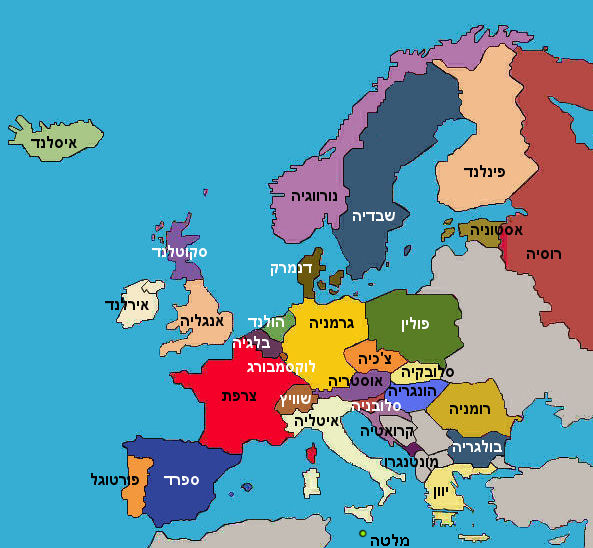 איסלנד
פינלנד
נורווגיה
שבדיה
אסטוניה
רוסיה
סקוטלנד
דנמרק
אירלנד
אנגליה
הולנד
גרמניה
פולין
בלגיה
צ'כיה
לוקסמבורג
סלובקיה
אוסטריה
הונגריה
צרפת
שוויץ
סלובניה
רומניה
איטליה
קרואטיה
בולגריה
מונטנגרו
פורטוגל
ספרד
יוון
מלטה